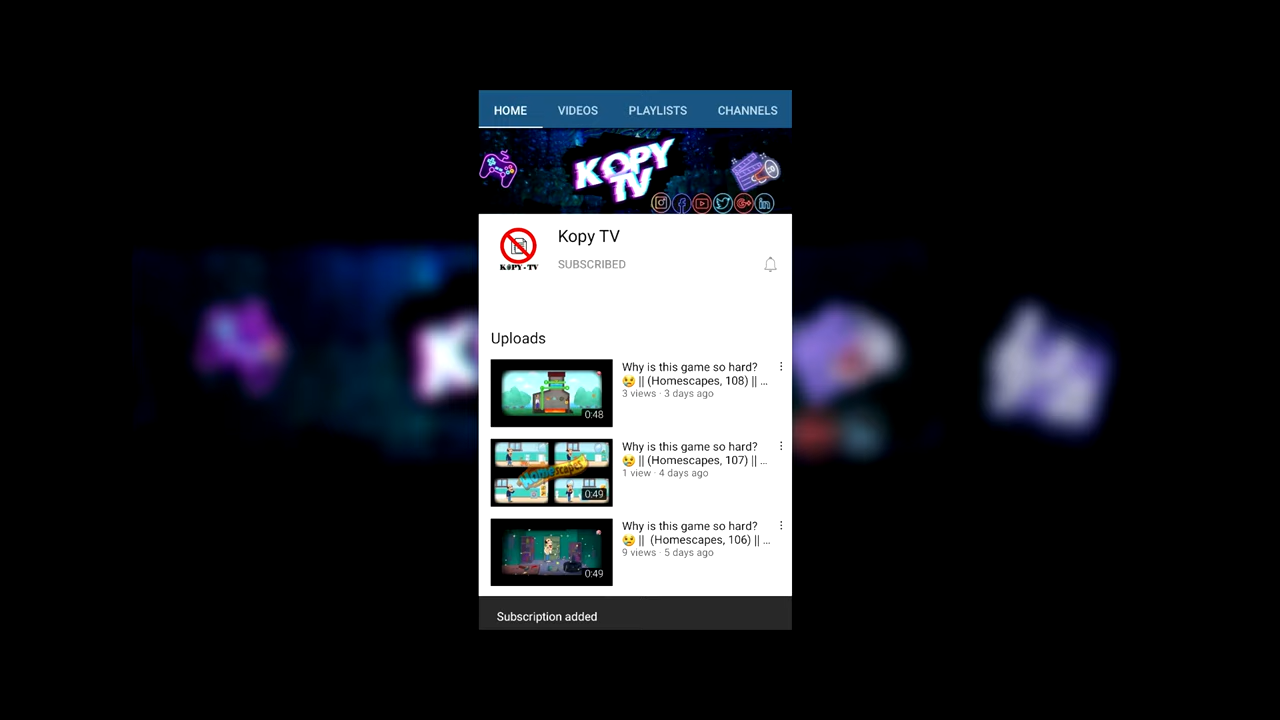 HOME VIDEOS PLAYLISTS CHANNELS
KOPY
TV
Kopy TV
KOPY-TV
SUBSCRIBED
Uploads
Why is this game so hard?
😢 || (Homescapes, 108) || ...
3 views · 3 days ago
0:48
Why is this game so hard?
😢 || (Homescapes, 107) || ...
1 view · 4 days ago
Homescapes
0:49
Why is this game so hard?
😢 || (Homescapes, 106) || ...
9 views · 5 days ago
0:49
Subscription added